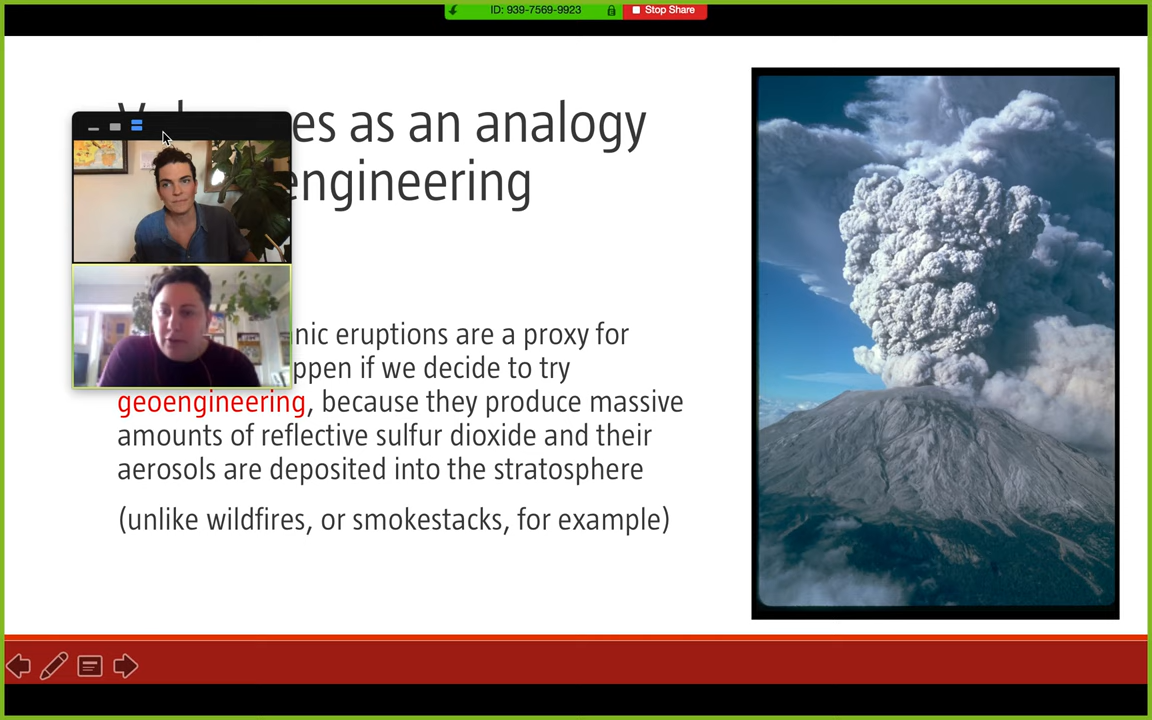 ID: 939-7569-9923 Stop Share
es as an analogy
engineering
nic eruptions are a proxy for
ppen if we decide to try
geoengineering, because they produce massive
amounts of reflective sulfur dioxide and their
aerosols are deposited into the stratosphere
(unlike wildfires, or smokestacks, for example)